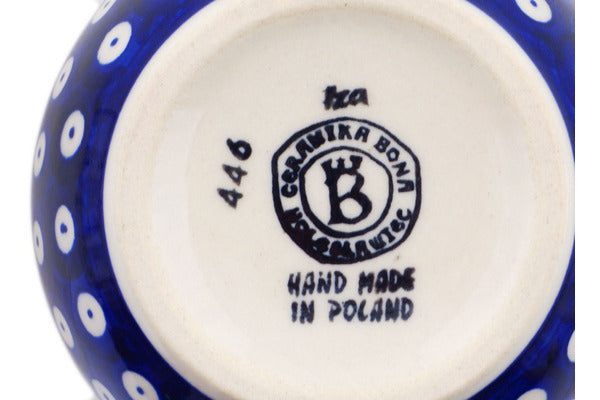 Iza
446
CERAMIKA BONA
B
BOLESŁAWIEC
HAND MADE
IN POLAND